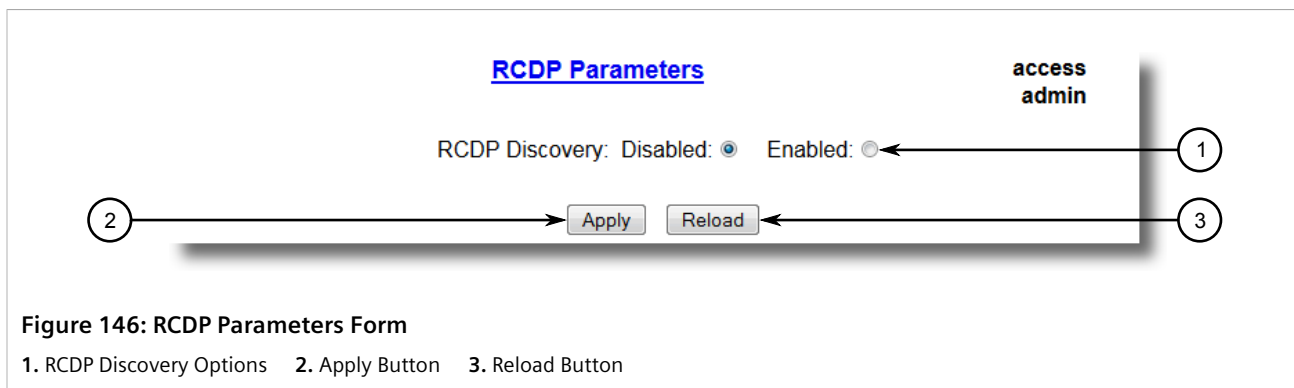 RCDP Parameters
access
admin
RCDP Discovery: Disabled: Enabled:
1
2
Apply Reload
3
Figure 146: RCDP Parameters Form
1. RCDP Discovery Options 2. Apply Button 3. Reload Button